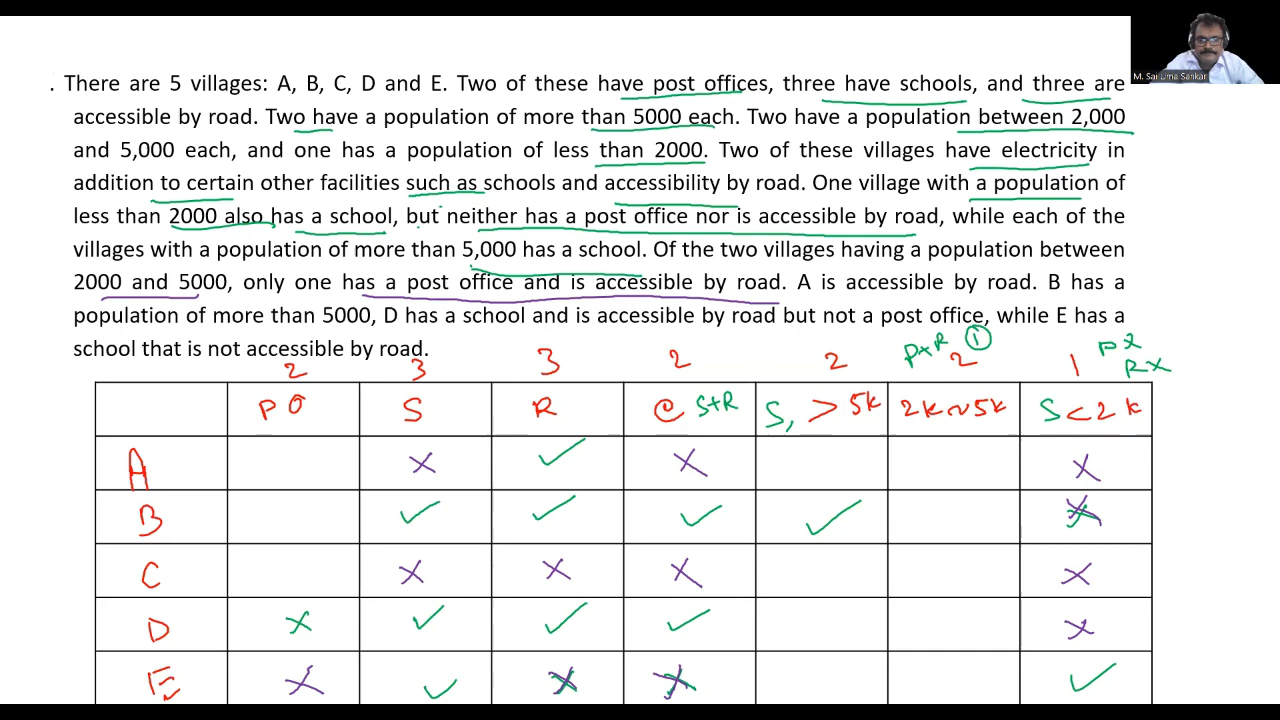 M. Sai Uma Sankar
. There are 5 villages: A, B, C, D and E. Two of these have post offices, three have schools, and three are
accessible by road. Two have a population of more than 5000 each. Two have a population between 2,000
and 5,000 each, and one has a population of less than 2000. Two of these villages have electricity in
addition to certain other facilities such as schools and accessibility by road. One village with a population of
less than 2000 also has a school, but neither has a post office nor is accessible by road, while each of the
villages with a population of more than 5,000 has a school. Of the two villages having a population between
2000 and 5000, only one has a post office and is accessible by road. A is accessible by road. B has a
population of more than 5000, D has a school and is accessible by road but not a post office, while E has a
school that is not accessible by road.
P x R 1 P x
2 3 3 2 2 2 1 R x
P O S R e S+R S, > 5k 2k ~ 5k S < 2 k
A x ✓ x x
B ✓ ✓ ✓ ✓ x
C x x x x
D x ✓ ✓ ✓ x
E x ✓ x x ✓